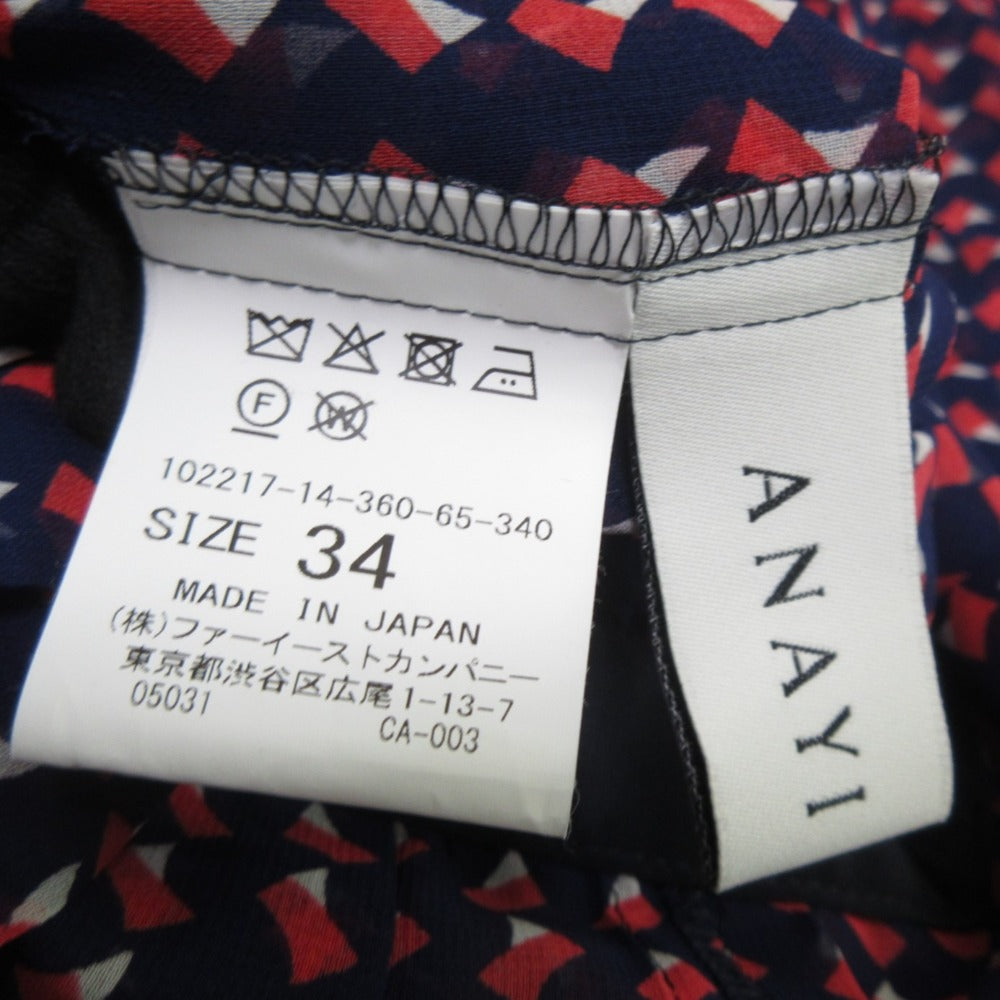 F
W
102217-14-360-65-340
SIZE 34
MADE IN JAPAN
(株)ファーイーストカンパニー
東京都渋谷区広尾1-13-7
05031
CA-003
ANAYI